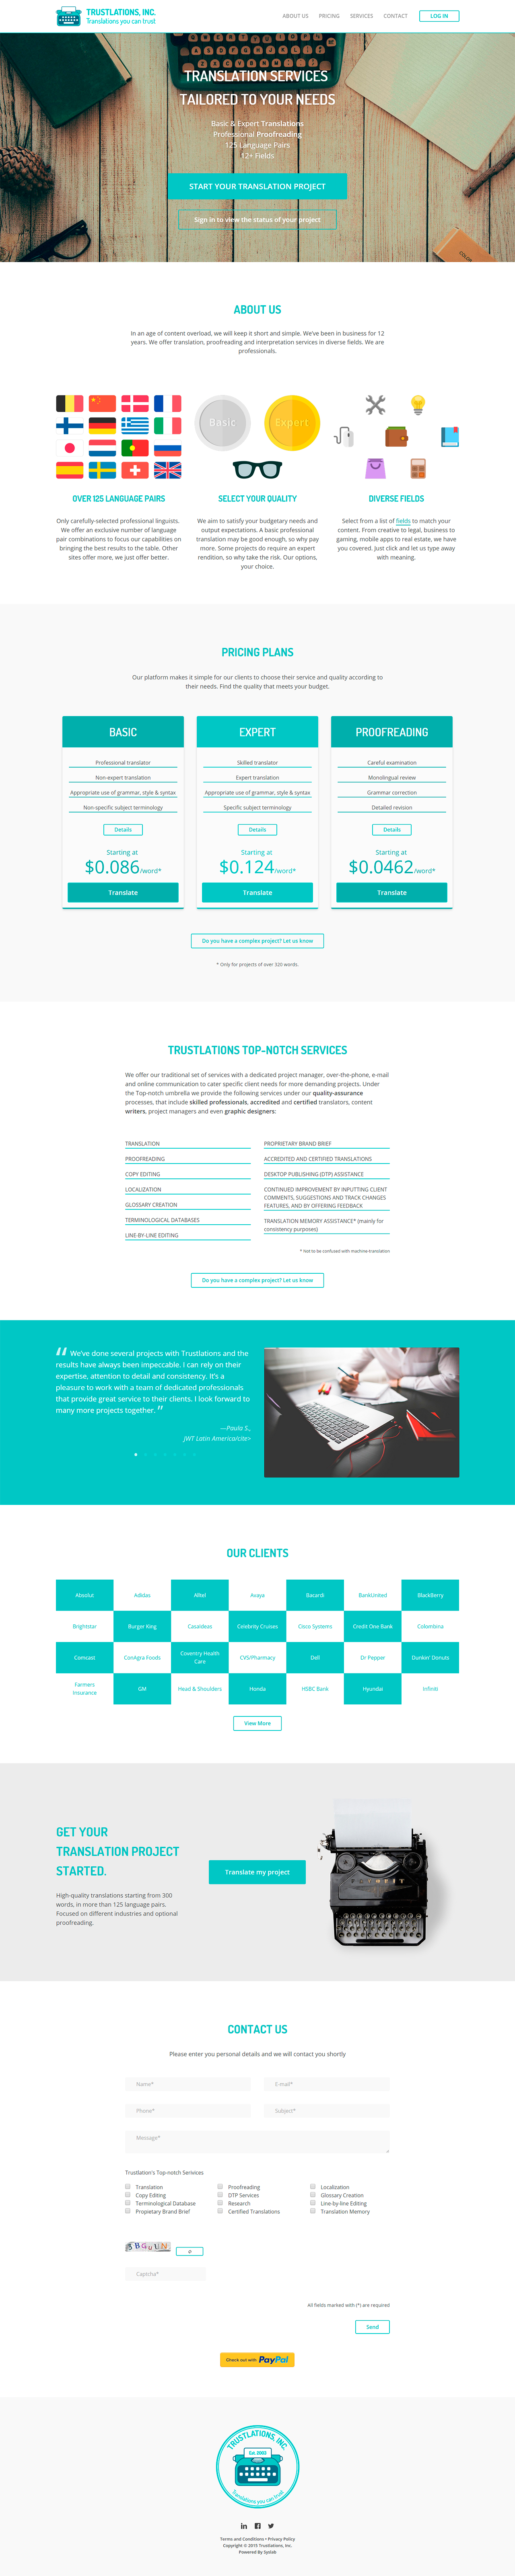 TRUSTLATIONS, INC.
Translations you can trust
ABOUT US PRICING SERVICES CONTACT LOG IN
TRANSLATION SERVICES
TAILORED TO YOUR NEEDS
Basic & Expert Translations
Professional Proofreading
125 Language Pairs
12+ Fields
START YOUR TRANSLATION PROJECT
Sign in to view the status of your project
ABOUT US
In an age of content overload, we will keep it short and simple. We've been in business for 12
years. We offer translation, proofreading and interpretation services in diverse fields. We are
professionals.
Basic Expert
OVER 125 LANGUAGE PAIRS
Only carefully-selected professional linguists.
We offer an exclusive number of language
pair combinations to focus our capabilities on
bringing the best results to the table. Other
sites offer more, we just offer better.
SELECT YOUR QUALITY
We aim to satisfy your budgetary needs and
output expectations. A basic professional
translation may be good enough, so why pay
more. Some projects do require an expert
rendition, so why take the risk. Our options,
your choice.
DIVERSE FIELDS
Select from a list of fields to match your
content. From creative to legal, business to
gaming, mobile apps to real estate, we have
you covered. Just click and let us type away
with meaning.
PRICING PLANS
Our platform makes it simple for our clients to choose their service and quality according to
their needs. Find the quality that meets your budget.
BASIC
Professional translator
Non-expert translation
Appropriate use of grammar, style & syntax
Non-specific subject terminology
Details
Starting at
$0.086/word*
Translate
EXPERT
Skilled translator
Expert translation
Appropriate use of grammar, style & syntax
Specific subject terminology
Details
Starting at
$0.124/word*
Translate
PROOFREADING
Careful examination
Monolingual review
Grammar correction
Detailed revision
Details
Starting at
$0.0462/word*
Translate
Do you have a complex project? Let us know
* Only for projects of over 320 words.
TRUSTLATIONS TOP-NOTCH SERVICES
We offer our traditional set of services with a dedicated project manager, over-the-phone, e-mail
and online communication to cater specific client needs for more demanding projects. Under
the Top-notch umbrella we provide the following services under our quality-assurance
processes, that include skilled professionals, accredited and certified translators, content
writers, project managers and even graphic designers:
TRANSLATION
PROOFREADING
COPY EDITING
LOCALIZATION
GLOSSARY CREATION
TERMINOLOGICAL DATABASES
LINE-BY-LINE EDITING
PROPRIETARY BRAND BRIEF
ACCREDITED AND CERTIFIED TRANSLATIONS
DESKTOP PUBLISHING (DTP) ASSISTANCE
CONTINUED IMPROVEMENT BY INPUTTING CLIENT
COMMENTS, SUGGESTIONS AND TRACK CHANGES
FEATURES, AND BY OFFERING FEEDBACK
TRANSLATION MEMORY ASSISTANCE* (mainly for
consistency purposes)
* Not to be confused with machine-translation
Do you have a complex project? Let us know
“ We've done several projects with Trustlations and the
results have always been impeccable. I can rely on their
expertise, attention to detail and consistency. It's a
pleasure to work with a team of dedicated professionals
that provide great service to their clients. I look forward to
many more projects together. ”
—Paula S.,
JWT Latin America/cite>
OUR CLIENTS
Absolut Adidas Alltel Avaya Bacardi BankUnited BlackBerry
Brightstar Burger King Casaideas Celebrity Cruises Cisco Systems Credit One Bank Colombina
Comcast ConAgra Foods Coventry Health Care CVS/Pharmacy Dell Dr Pepper Dunkin' Donuts
Farmers Insurance GM Head & Shoulders Honda HSBC Bank Hyundai Infiniti
View More
GET YOUR
TRANSLATION PROJECT
STARTED.
High-quality translations starting from 300
words, in more than 125 language pairs.
Focused on different industries and optional
proofreading.
Translate my project
CONTACT US
Please enter you personal details and we will contact you shortly
Name* E-mail*
Phone* Subject*
Message*
Trustlation's Top-notch Serivices
Translation Proofreading Localization
Copy Editing DTP Services Glossary Creation
Terminological Database Research Line-by-line Editing
Propietary Brand Brief Certified Translations Translation Memory
Captcha*
All fields marked with (*) are required
Send
Check out with PayPal
TRUSTLATIONS, INC.
Est. 2003
Translations you can trust
Terms and Conditions • Privacy Policy
Copyright © 2015 Trustlations, Inc.
Powered By Syslab